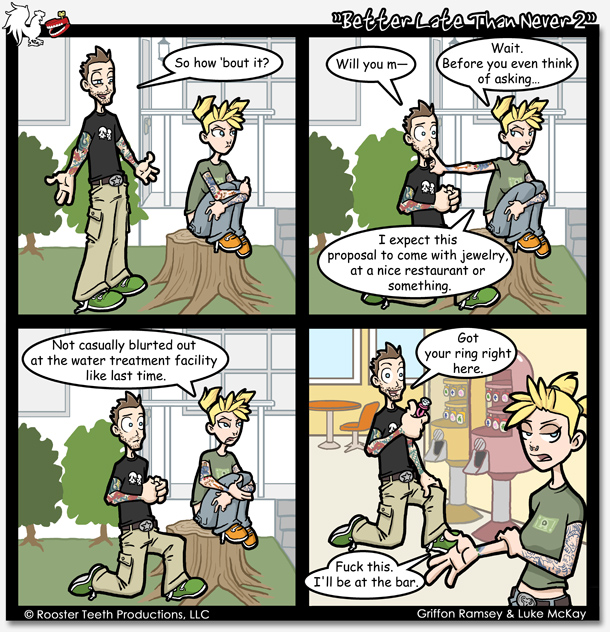 "Better Late Than Never 2"
So how 'bout it?
Will you m—
Wait.
Before you even think
of asking...
I expect this
proposal to come with jewelry,
at a nice restaurant or
something.
Not casually blurted out
at the water treatment facility
like last time.
Got
your ring right
here.
Fuck this.
I'll be at the bar.
© Rooster Teeth Productions, LLC
Griffon Ramsey & Luke McKay